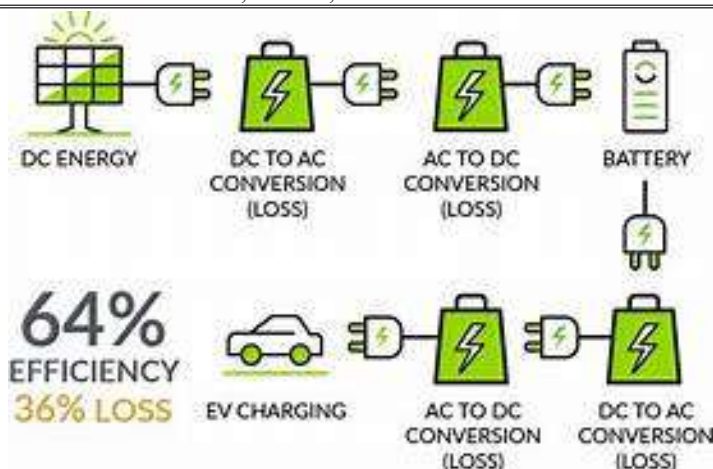 DC ENERGY
DC TO AC
CONVERSION
(LOSS)
AC TO DC
CONVERSION
(LOSS)
BATTERY
64%
EFFICIENCY
36% LOSS
EV CHARGING
AC TO DC
CONVERSION
(LOSS)
DC TO AC
CONVERSION
(LOSS)